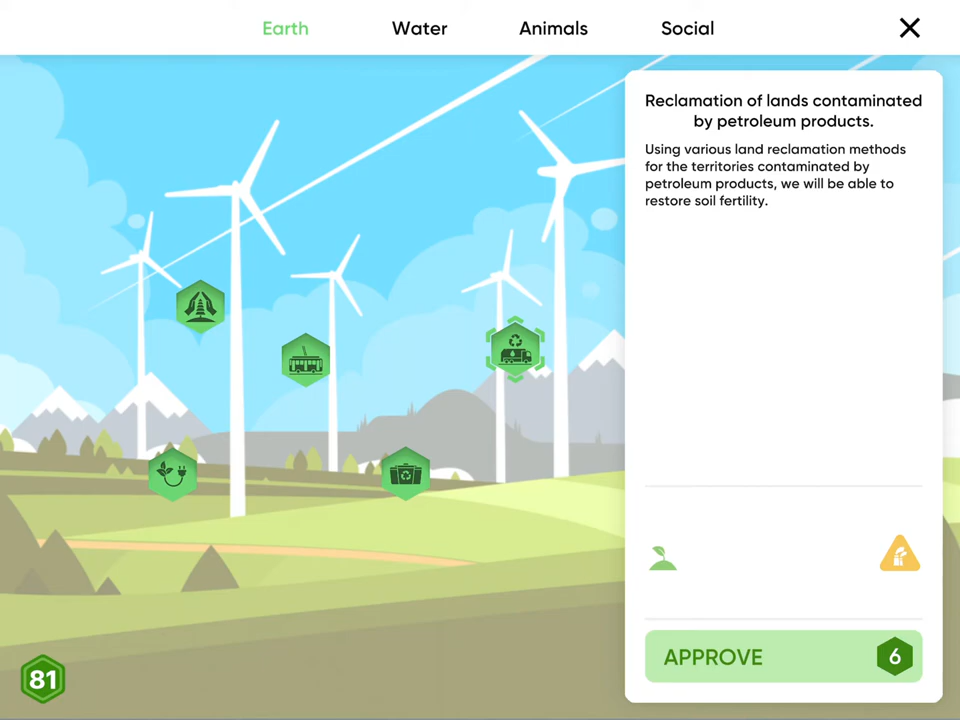 Earth
Water
Animals
Social
Reclamation of lands contaminated
by petroleum products.
Using various land reclamation methods
for the territories contaminated by
petroleum products, we will be able to
restore soil fertility.
APPROVE
6
81